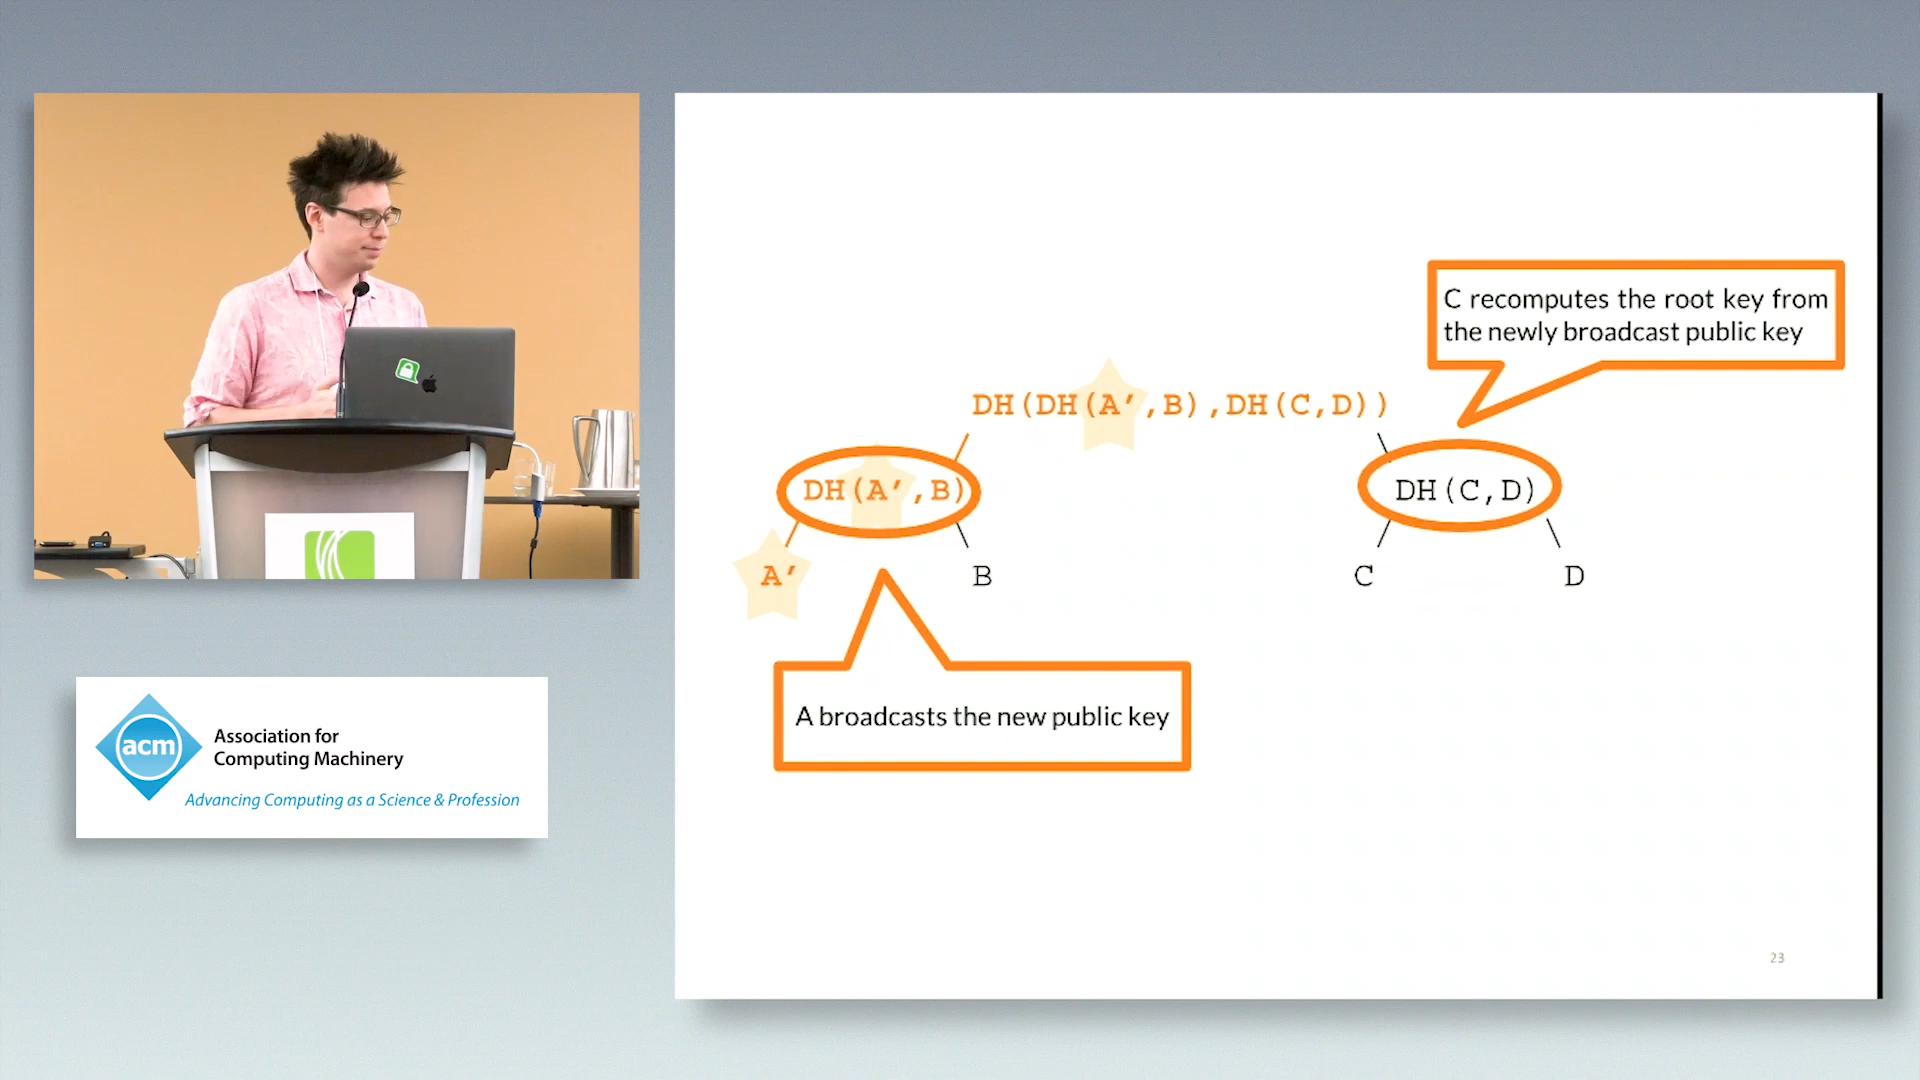 C recomputes the root key from
the newly broadcast public key
DH(DH(A′,B),DH(C,D))
DH(A′,B)
DH(C,D)
A′
B
C
D
A broadcasts the new public key
23
acm
Association for
Computing Machinery
Advancing Computing as a Science & Profession